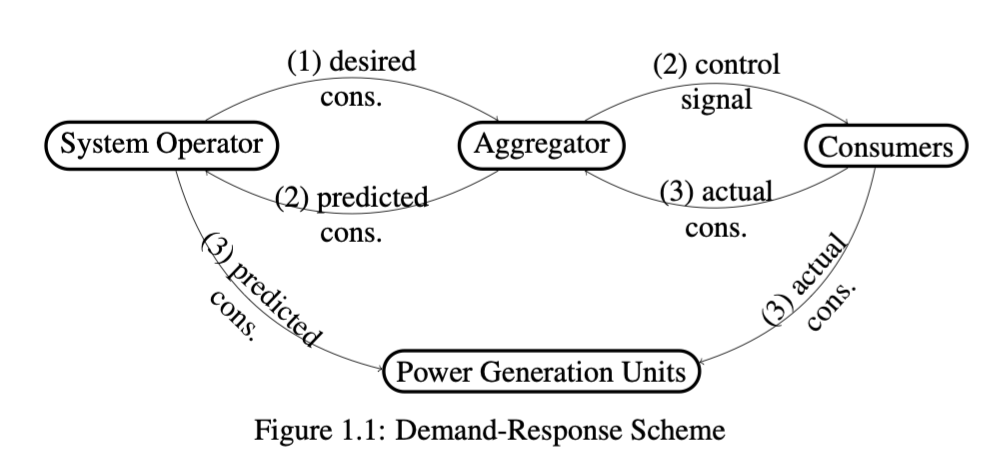 (1) desired
cons.
(2) control
signal
System Operator
Aggregator
Consumers
(2) predicted
cons.
(3) actual
cons.
(3) predicted
cons.
(3) actual
cons.
Power Generation Units
Figure 1.1: Demand-Response Scheme